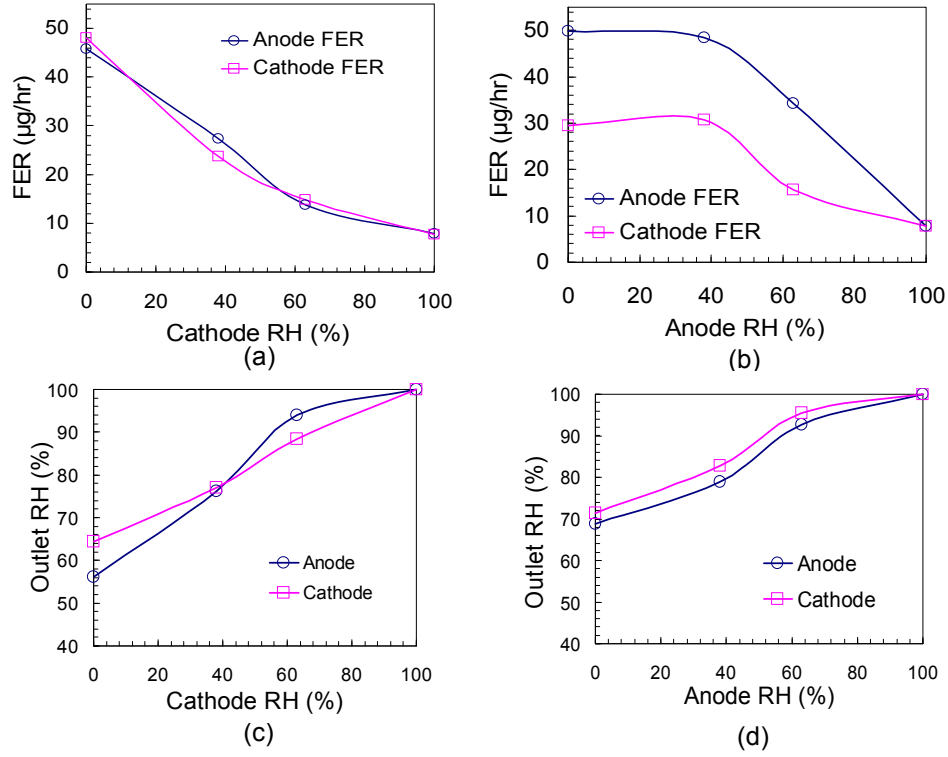 50
40
30
20
10
0
FER (μg/hr)
Anode FER
Cathode FER
0 20 40 60 80 100
Cathode RH (%)
(a)
50
40
30
20
10
0
FER (μg/hr)
Anode FER
Cathode FER
0 20 40 60 80 100
Anode RH (%)
(b)
100
90
80
70
60
50
40
Outlet RH (%)
Anode
Cathode
0 20 40 60 80 100
Cathode RH (%)
(c)
100
90
80
70
60
50
40
Outlet RH (%)
Anode
Cathode
0 20 40 60 80 100
Anode RH (%)
(d)